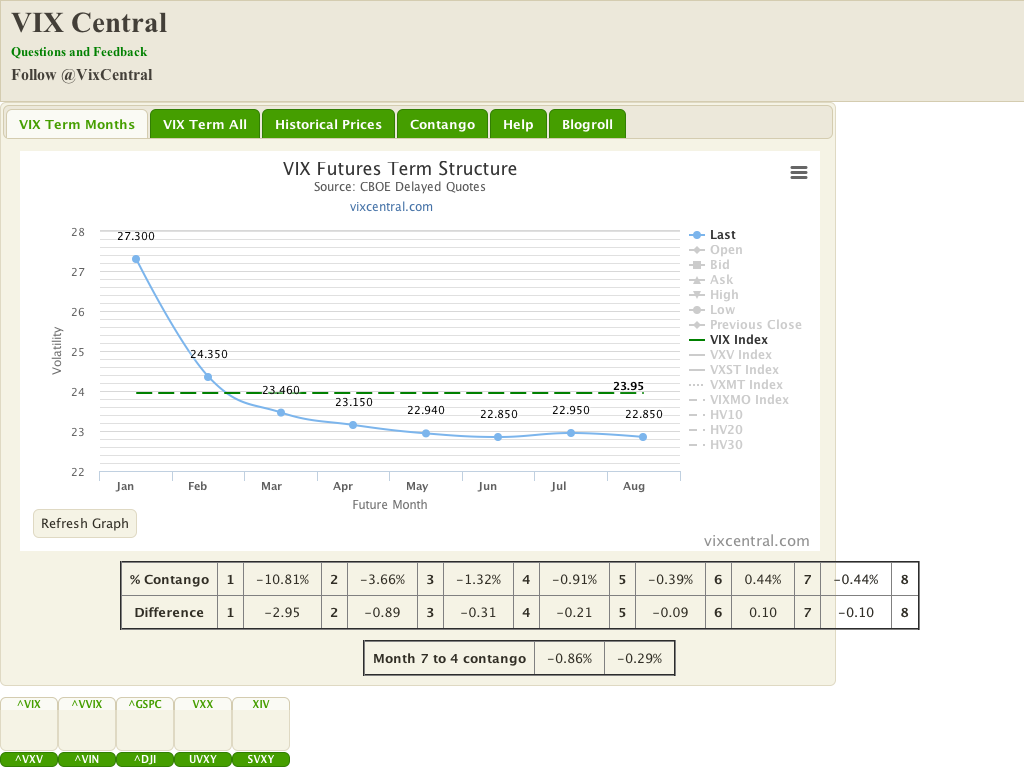 VIX Central
Questions and Feedback
Follow @VixCentral
VIX Term Months VIX Term All Historical Prices Contango Help Blogroll
VIX Futures Term Structure
Source: CBOE Delayed Quotes
vixcentral.com
Volatility
28
27
26
25
24
23
22
27.300
24.350
23.460
23.150
22.940
22.850
22.950
22.850
23.95
Jan Feb Mar Apr May Jun Jul Aug
Future Month
Last
Open
Bid
Ask
High
Low
Previous Close
VIX Index
VXV Index
VXST Index
VXMT Index
VIXMO Index
HV10
HV20
HV30
Refresh Graph
vixcentral.com
% Contango 1 -10.81% 2 -3.66% 3 -1.32% 4 -0.91% 5 -0.39% 6 0.44% 7 -0.44% 8
Difference 1 -2.95 2 -0.89 3 -0.31 4 -0.21 5 -0.09 6 0.10 7 -0.10 8
Month 7 to 4 contango -0.86% -0.29%
^VIX ^VVIX ^GSPC VXX XIV
^VXV ^VIN ^DJI UVXY SVXY